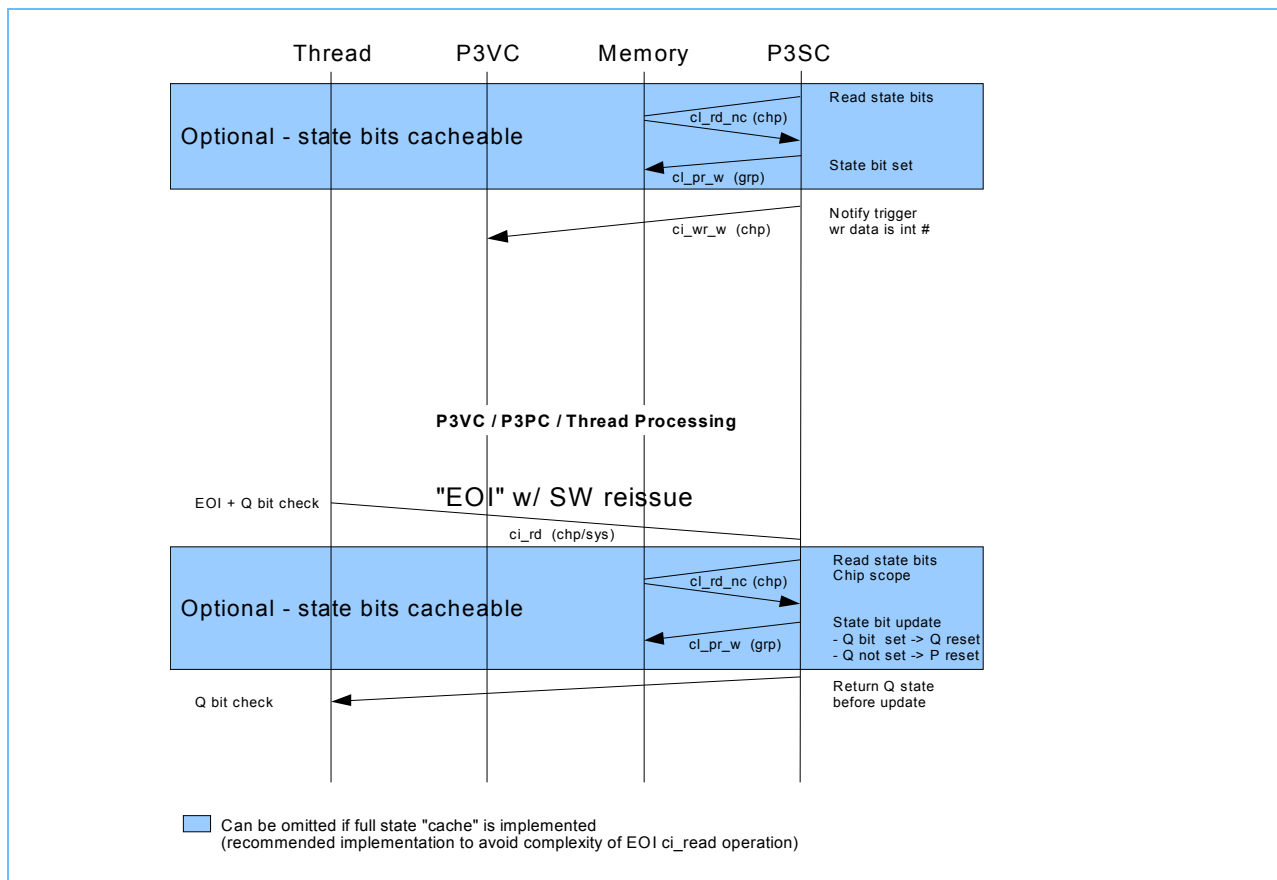 Thread P3VC Memory P3SC
Read state bits
cl_rd_nc (chp)
Optional - state bits cacheable
State bit set
cl_pr_w (grp)
Notify trigger
wr data is int #
ci_wr_w (chp)
P3VC / P3PC / Thread Processing
"EOI" w/ SW reissue
EOI + Q bit check
ci_rd (chp/sys)
Read state bits
Chip scope
cl_rd_nc (chp)
Optional - state bits cacheable
State bit update
- Q bit set -> Q reset
- Q not set -> P reset
cl_pr_w (grp)
Return Q state
before update
Q bit check
Can be omitted if full state "cache" is implemented
(recommended implementation to avoid complexity of EOI ci_read operation)